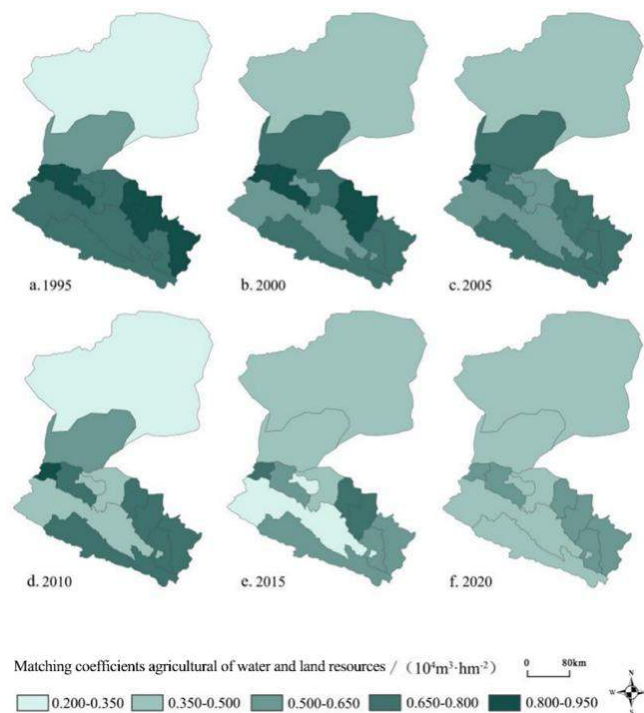 a. 1995
b. 2000
c. 2005
d. 2010
e. 2015
f. 2020
Matching coefficients agricultural of water and land resources / (10⁴m³·hm⁻²)
0 80km
0.200-0.350 0.350-0.500 0.500-0.650 0.650-0.800 0.800-0.950
N
W E
S